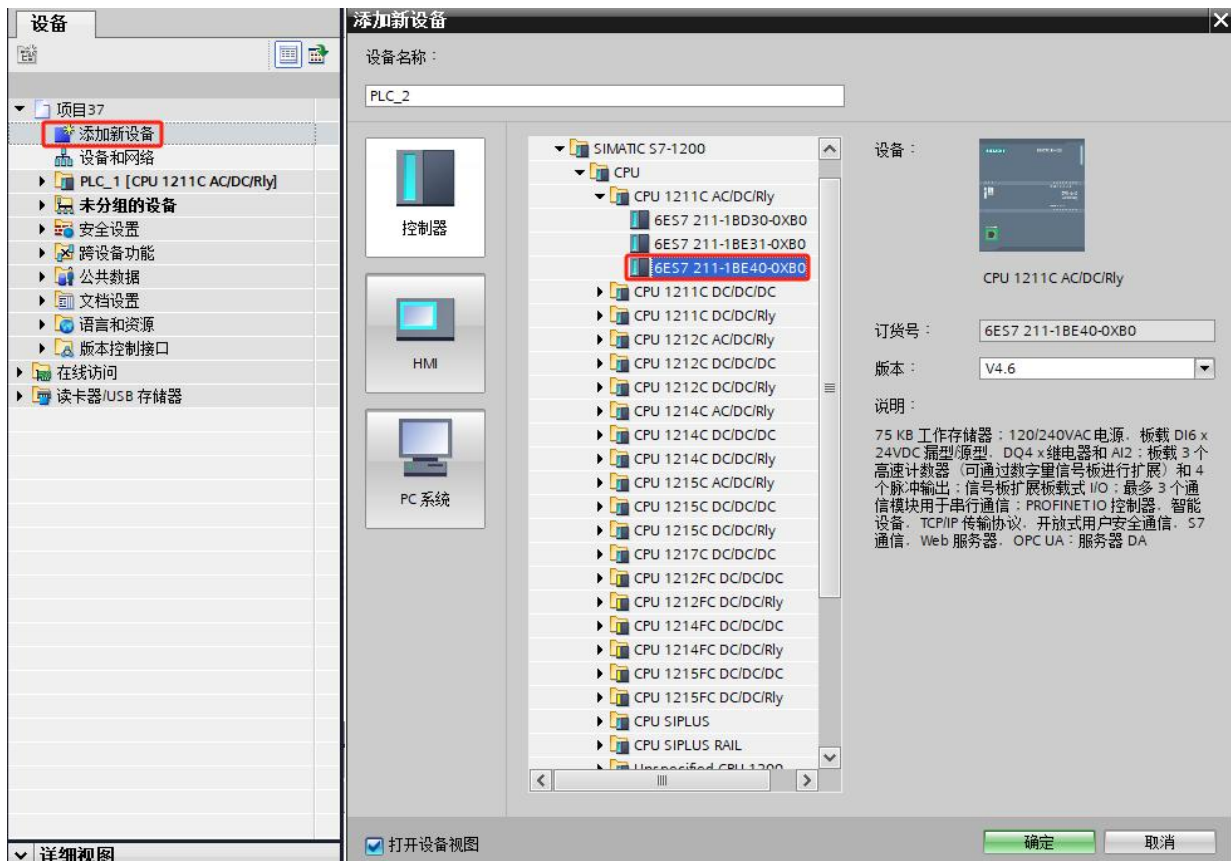 设备
项目37
添加新设备
设备和网络
PLC_1 [CPU 1211C AC/DC/Rly]
未分组的设备
安全设置
跨设备功能
公共数据
文档设置
语言和资源
版本控制接口
在线访问
读卡器/USB 存储器
详细视图
添加新设备
设备名称：
PLC_2
控制器
HMI
PC 系统
SIMATIC S7-1200
CPU
CPU 1211C AC/DC/Rly
6ES7 211-1BD30-0XB0
6ES7 211-1BE31-0XB0
6ES7 211-1BE40-0XB0
CPU 1211C DC/DC/DC
CPU 1211C DC/DC/Rly
CPU 1212C AC/DC/Rly
CPU 1212C DC/DC/DC
CPU 1212C DC/DC/Rly
CPU 1214C AC/DC/Rly
CPU 1214C DC/DC/DC
CPU 1214C DC/DC/Rly
CPU 1215C AC/DC/Rly
CPU 1215C DC/DC/DC
CPU 1215C DC/DC/Rly
CPU 1217C DC/DC/DC
CPU 1212FC DC/DC/DC
CPU 1212FC DC/DC/Rly
CPU 1214FC DC/DC/DC
CPU 1214FC DC/DC/Rly
CPU 1215FC DC/DC/DC
CPU 1215FC DC/DC/Rly
CPU SIPLUS
CPU SIPLUS RAIL
Unspecified CPU 1200
设备：
CPU 1211C AC/DC/Rly
订货号：
6ES7 211-1BE40-0XB0
版本：
V4.6
说明：
75 KB 工作存储器；120/240VAC 电源，板载 DI6 x
24VDC 漏型/源型，DQ4 x 继电器和 AI2；板载 3 个
高速计数器（可通过数字量信号板进行扩展）和 4
个脉冲输出；信号板扩展板载式 I/O；最多 3 个通
信模块用于串行通信；PROFINET IO 控制器，智能
设备，TCP/IP 传输协议，开放式用户安全通信，S7
通信，Web 服务器，OPC UA：服务器 DA
打开设备视图
确定
取消